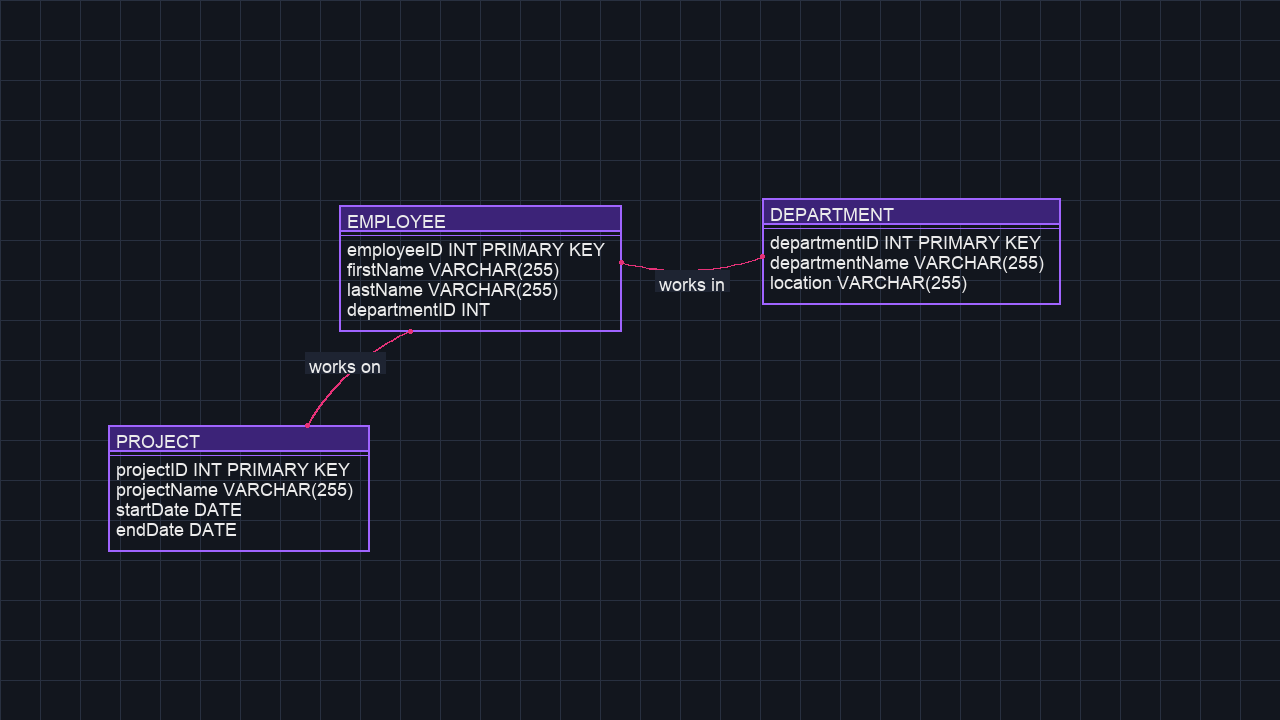 EMPLOYEE
employeeID INT PRIMARY KEY
firstName VARCHAR(255)
lastName VARCHAR(255)
departmentID INT
works in
DEPARTMENT
departmentID INT PRIMARY KEY
departmentName VARCHAR(255)
location VARCHAR(255)
works on
PROJECT
projectID INT PRIMARY KEY
projectName VARCHAR(255)
startDate DATE
endDate DATE